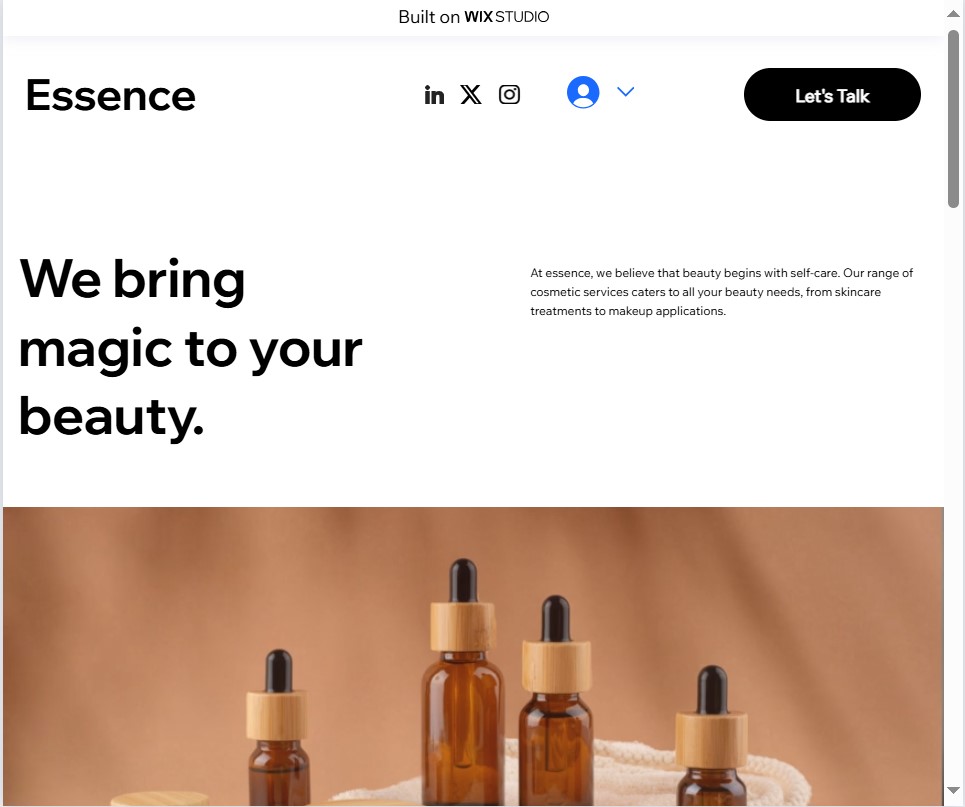 Built on WIX STUDIO
Essence
Let's Talk
We bring
magic to your
beauty.
At essence, we believe that beauty begins with self-care. Our range of
cosmetic services caters to all your beauty needs, from skincare
treatments to makeup applications.